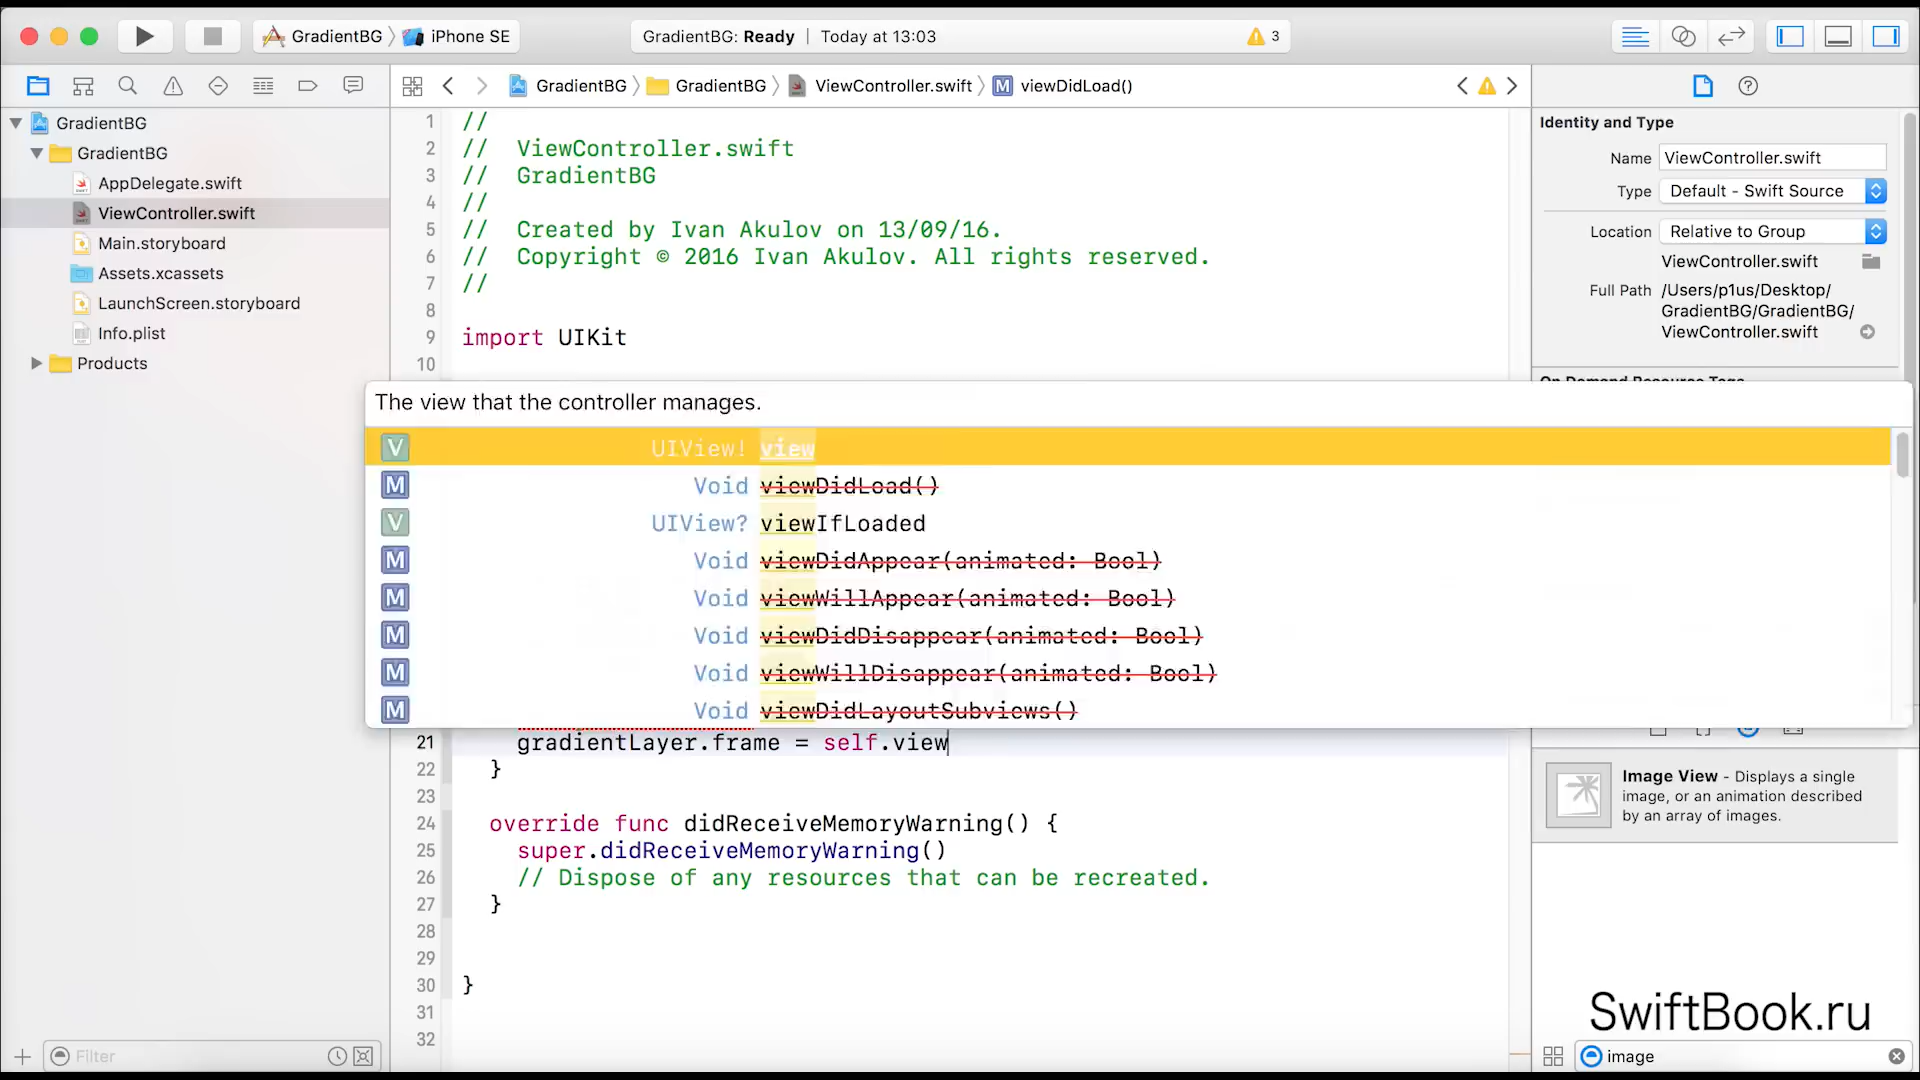 GradientBG iPhone SE
GradientBG: Ready Today at 13:03 3
GradientBG GradientBG ViewController.swift M viewDidLoad()
GradientBG
GradientBG
AppDelegate.swift
ViewController.swift
Main.storyboard
Assets.xcassets
LaunchScreen.storyboard
Info.plist
Products
Filter
1 //
2 // ViewController.swift
3 // GradientBG
4 //
5 // Created by Ivan Akulov on 13/09/16.
6 // Copyright © 2016 Ivan Akulov. All rights reserved.
7 //
8
9 import UIKit
10
The view that the controller manages.
V UIView! view
M Void viewDidLoad()
V UIView? viewIfLoaded
M Void viewDidAppear(animated: Bool)
M Void viewWillAppear(animated: Bool)
M Void viewDidDisappear(animated: Bool)
M Void viewWillDisappear(animated: Bool)
M Void viewDidLayoutSubviews()
21 gradientLayer.frame = self.view
22 }
23
24 override func didReceiveMemoryWarning() {
25 super.didReceiveMemoryWarning()
26 // Dispose of any resources that can be recreated.
27 }
28
29
30 }
31
32
Identity and Type
Name ViewController.swift
Type Default - Swift Source
Location Relative to Group
ViewController.swift
Full Path /Users/p1us/Desktop/
GradientBG/GradientBG/
ViewController.swift
On Demand Resource Tags
Image View - Displays a single
image, or an animation described
by an array of images.
SwiftBook.ru
image